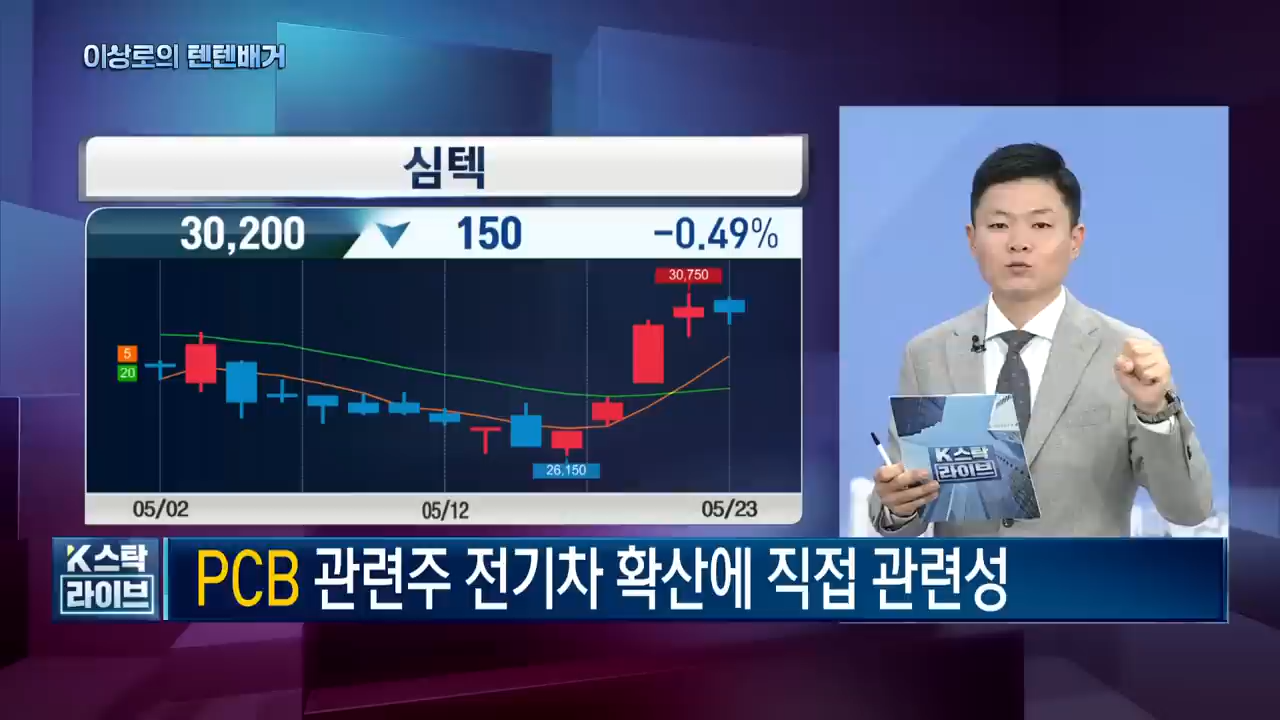 이상로의 텐텐배거
심텍
30,200 ▼ 150 -0.49%
30,750
5
20
26,150
05/02 05/12 05/23
K스탁
라이브
K스탁
라이브
PCB 관련주 전기차 확산에 직접 관련성